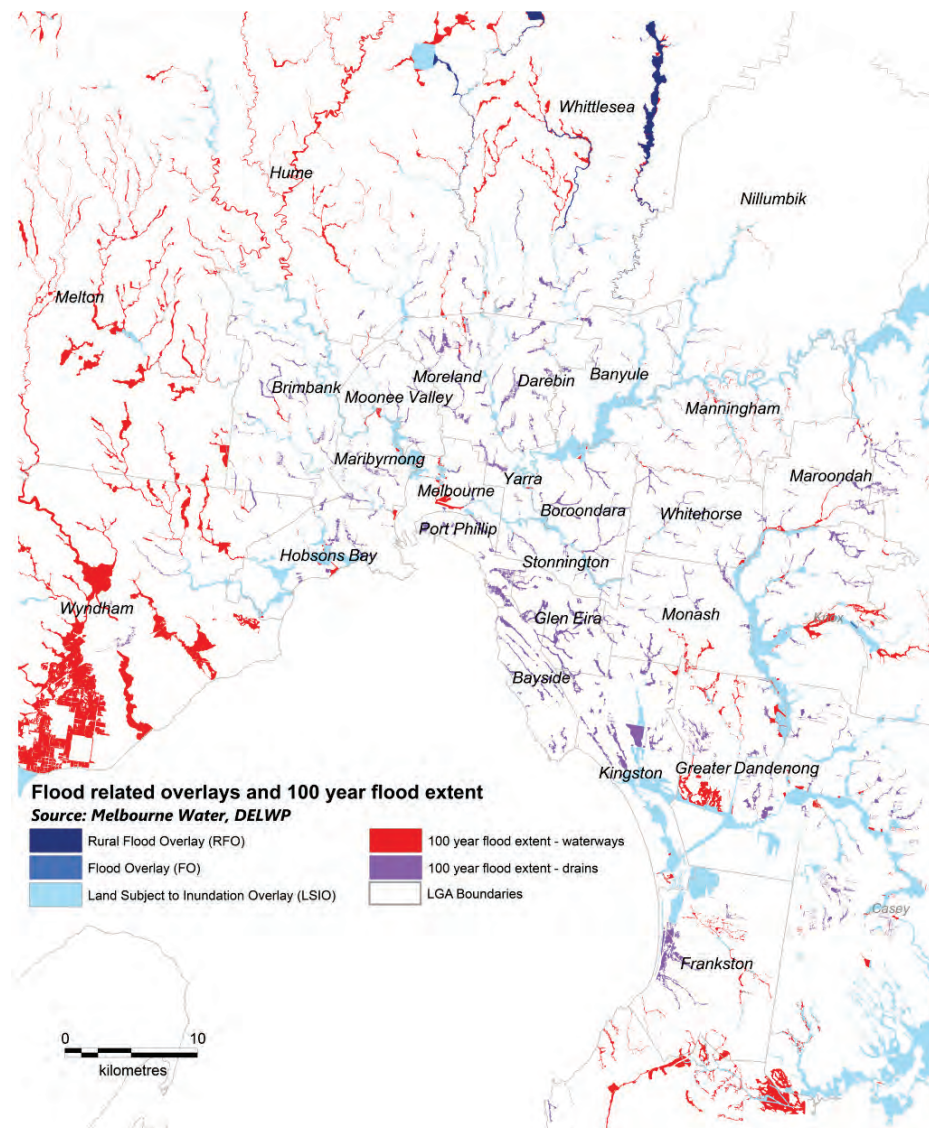 Whittlesea
Hume
Nillumbik
Melton
Moreland
Darebin
Banyule
Brimbank
Moonee Valley
Manningham
Maribyrnong
Maroondah
Yarra
Melbourne
Boroondara
Whitehorse
Port Phillip
Hobsons Bay
Stonnington
Wyndham
Glen Eira
Monash
Knox
Bayside
Kingston
Greater Dandenong
Flood related overlays and 100 year flood extent
Source: Melbourne Water, DELWP
Rural Flood Overlay (RFO)
100 year flood extent - waterways
Flood Overlay (FO)
100 year flood extent - drains
Land Subject to Inundation Overlay (LSIO)
LGA Boundaries
Casey
Frankston
0 10
kilometres